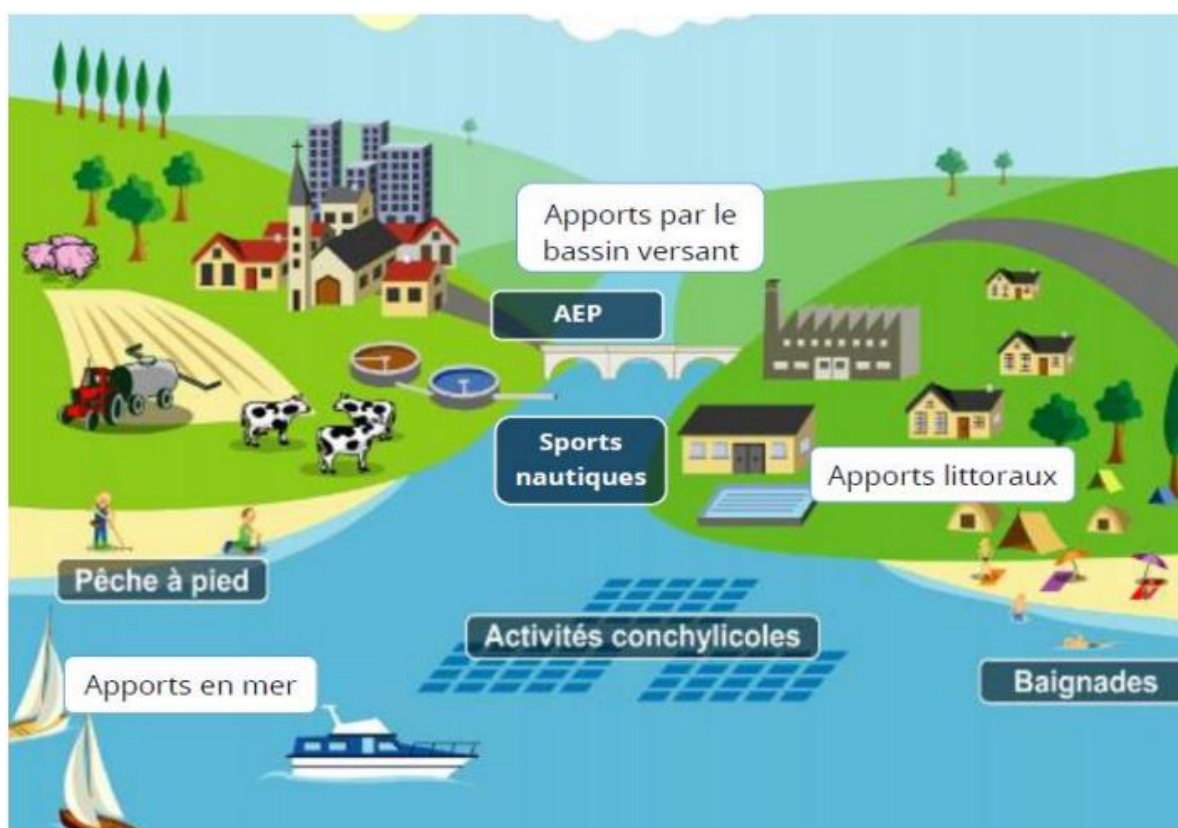 Apports par le
bassin versant
AEP
Sports
nautiques
Apports littoraux
Pêche à pied
Activités conchylicoles
Apports en mer
Baignades